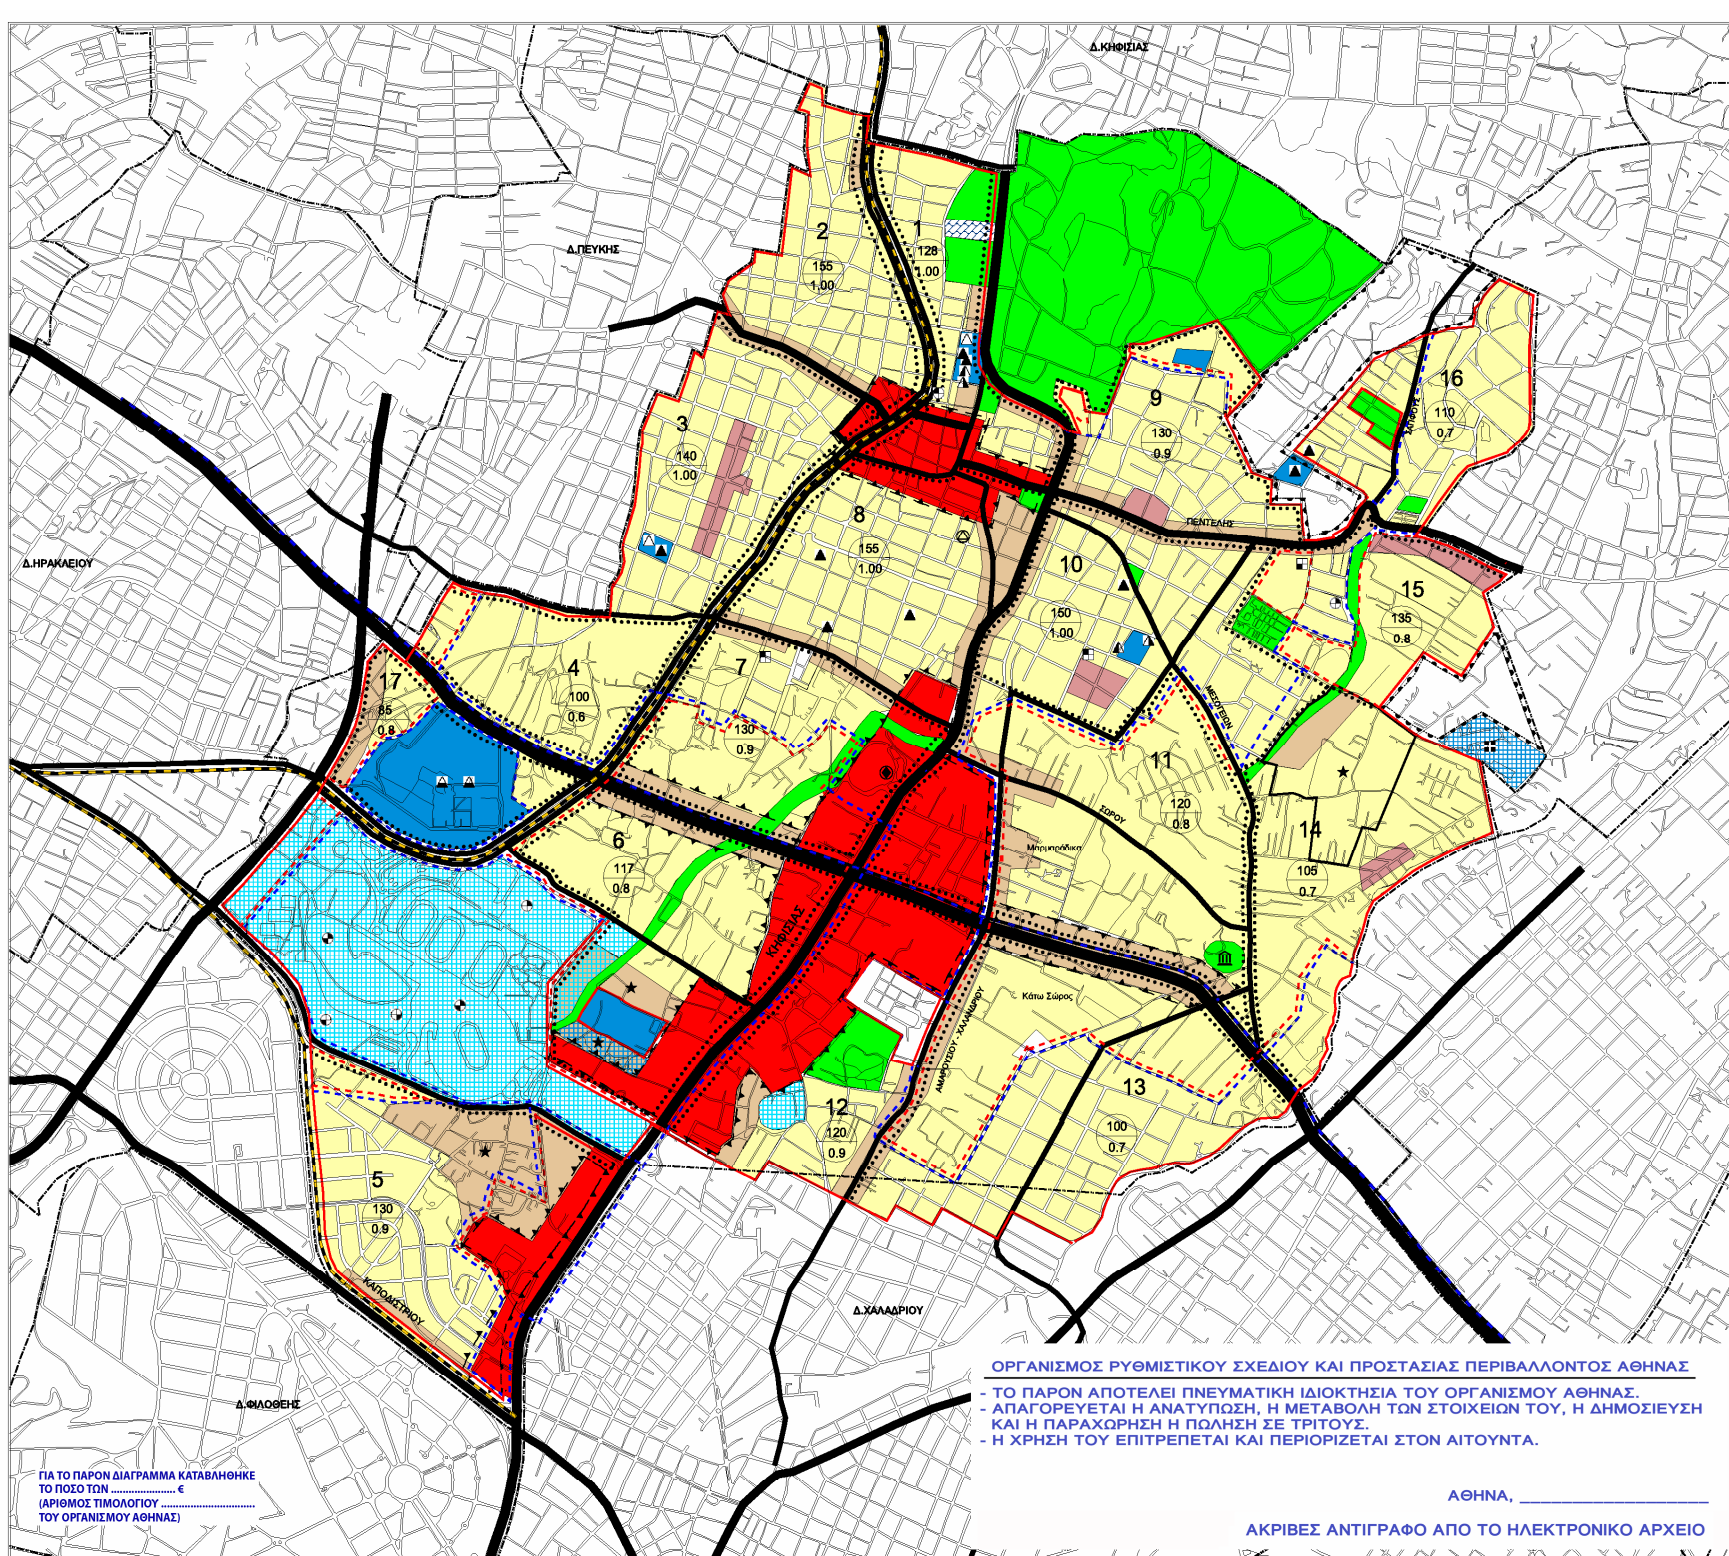 Δ.ΚΗΦΙΣΙΑΣ
Δ.ΠΕΥΚΗΣ
2
155
1,00
1
128
1.00
16
110
0.7
ΣΑΠΦΟΥΣ
9
130
0.9
3
140
1.00
8
155
1.00
ΠΕΝΤΕΛΗΣ
Δ.ΗΡΑΚΛΕΙΟΥ
10
150
1.00
15
135
0.8
17
85
0.8
4
100
0.6
7
130
0.9
ΜΕΣΟΓΕΙΩΝ
11
120
0.8
ΣΩΡΟΥ
Μαρμαράδικα
14
105
0.7
6
117
0.8
ΚΗΦΙΣΙΑΣ
Κάτω Σώρος
ΑΜΑΡΟΥΣΙΟΥ - ΧΑΛΑΝΔΡΙΟΥ
13
100
0.7
12
120
0.9
5
130
0.9
ΚΑΠΟΔΙΣΤΡΙΟΥ
Δ.ΧΑΛΑΔΡΙΟΥ
Δ.ΦΙΛΟΘΕΗΣ
ΟΡΓΑΝΙΣΜΟΣ ΡΥΘΜΙΣΤΙΚΟΥ ΣΧΕΔΙΟΥ ΚΑΙ ΠΡΟΣΤΑΣΙΑΣ ΠΕΡΙΒΑΛΛΟΝΤΟΣ ΑΘΗΝΑΣ
- ΤΟ ΠΑΡΟΝ ΑΠΟΤΕΛΕΙ ΠΝΕΥΜΑΤΙΚΗ ΙΔΙΟΚΤΗΣΙΑ ΤΟΥ ΟΡΓΑΝΙΣΜΟΥ ΑΘΗΝΑΣ.
- ΑΠΑΓΟΡΕΥΕΤΑΙ Η ΑΝΑΤΥΠΩΣΗ, Η ΜΕΤΑΒΟΛΗ ΤΩΝ ΣΤΟΙΧΕΙΩΝ ΤΟΥ, Η ΔΗΜΟΣΙΕΥΣΗ
ΚΑΙ Η ΠΑΡΑΧΩΡΗΣΗ Η ΠΩΛΗΣΗ ΣΕ ΤΡΙΤΟΥΣ.
- Η ΧΡΗΣΗ ΤΟΥ ΕΠΙΤΡΕΠΕΤΑΙ ΚΑΙ ΠΕΡΙΟΡΙΖΕΤΑΙ ΣΤΟΝ ΑΙΤΟΥΝΤΑ.
ΓΙΑ ΤΟ ΠΑΡΟΝ ΔΙΑΓΡΑΜΜΑ ΚΑΤΑΒΛΗΘΗΚΕ
ΤΟ ΠΟΣΟ ΤΩΝ ...................... €
(ΑΡΙΘΜΟΣ ΤΙΜΟΛΟΓΙΟΥ ................................
ΤΟΥ ΟΡΓΑΝΙΣΜΟΥ ΑΘΗΝΑΣ)
ΑΘΗΝΑ, ___________________
ΑΚΡΙΒΕΣ ΑΝΤΙΓΡΑΦΟ ΑΠΟ ΤΟ ΗΛΕΚΤΡΟΝΙΚΟ ΑΡΧΕΙΟ